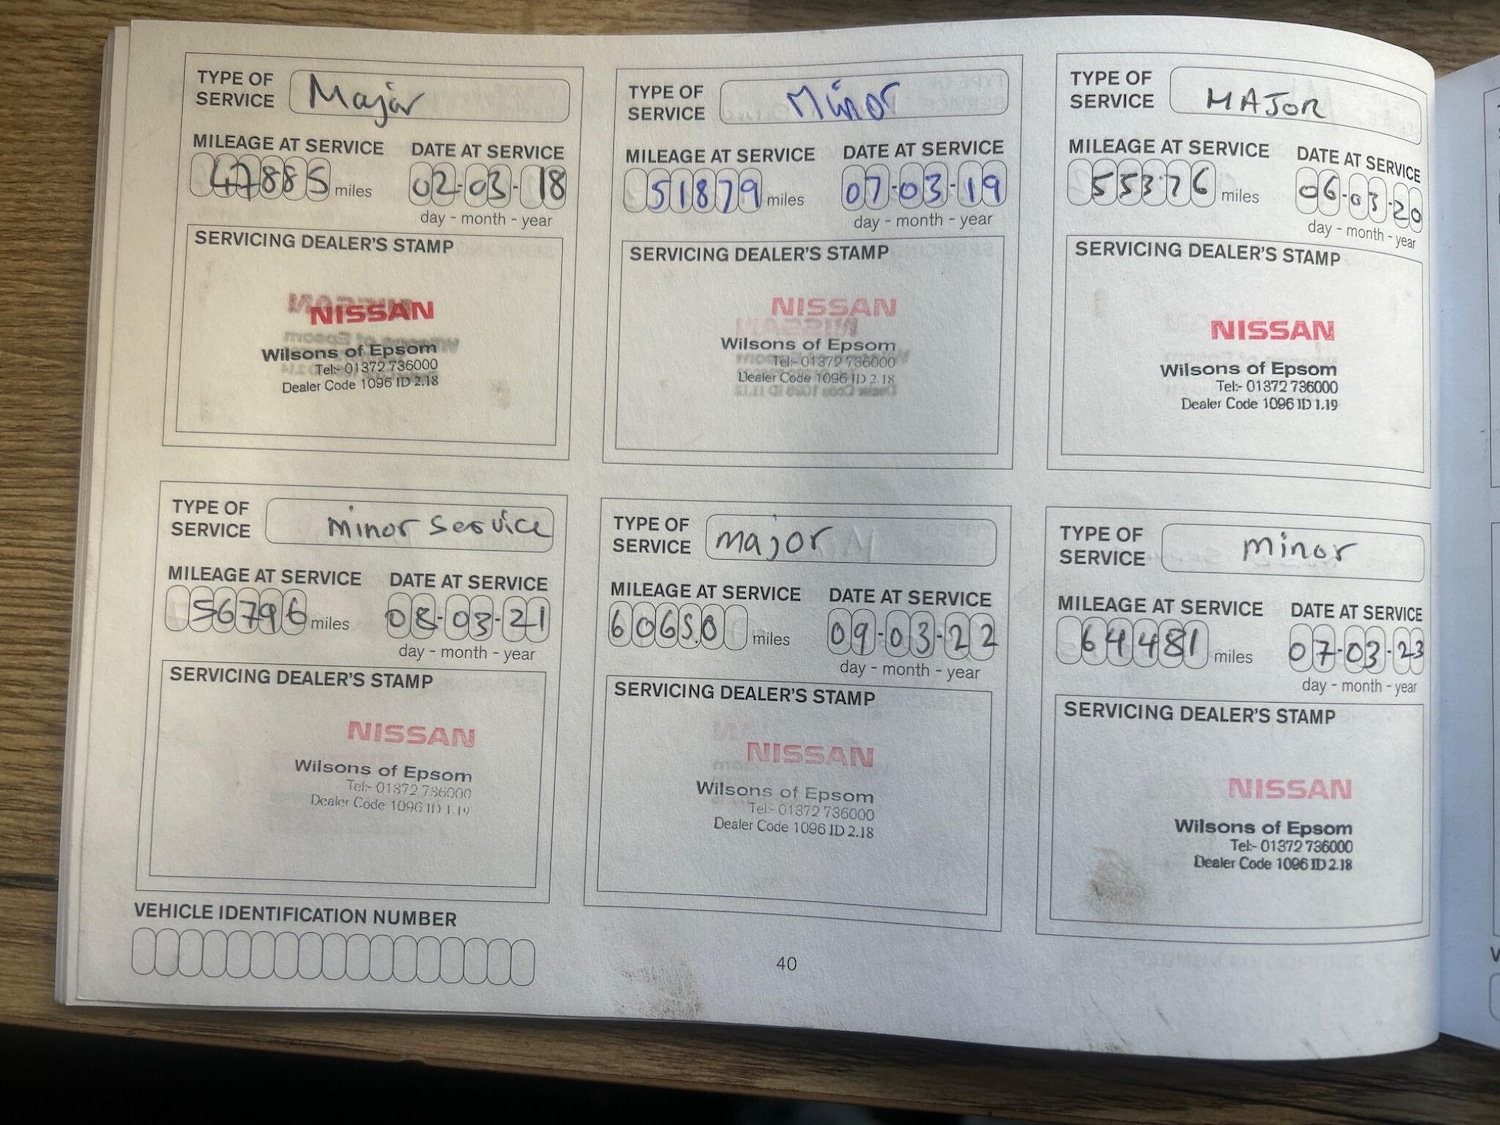 TYPE OF
SERVICE
Major
MILEAGE AT SERVICE
47885 miles
DATE AT SERVICE
02-03-18
day - month - year
SERVICING DEALER'S STAMP
NISSAN
Wilsons of Epsom
Tel:- 01372 736000
Dealer Code 1096 ID 2.18
TYPE OF
SERVICE
Minor
MILEAGE AT SERVICE
51879 miles
DATE AT SERVICE
07-03-19
day - month - year
SERVICING DEALER'S STAMP
NISSAN
Wilsons of Epsom
Tel:- 01372 736000
Dealer Code 1096 ID 2.18
TYPE OF
SERVICE
MAJOR
MILEAGE AT SERVICE
55376 miles
DATE AT SERVICE
06-03-20
day - month - year
SERVICING DEALER'S STAMP
NISSAN
Wilsons of Epsom
Tel:- 01372 736000
Dealer Code 1096 ID 1.19
TYPE OF
SERVICE
minor service
MILEAGE AT SERVICE
56796 miles
DATE AT SERVICE
08-03-21
day - month - year
SERVICING DEALER'S STAMP
NISSAN
Wilsons of Epsom
Tel:- 01372 736000
Dealer Code 1096 ID 1.19
TYPE OF
SERVICE
major
MILEAGE AT SERVICE
60650 miles
DATE AT SERVICE
09-03-22
day - month - year
SERVICING DEALER'S STAMP
NISSAN
Wilsons of Epsom
Tel:- 01372 736000
Dealer Code 1096 ID 2.18
TYPE OF
SERVICE
minor
MILEAGE AT SERVICE
64481 miles
DATE AT SERVICE
07-03-23
day - month - year
SERVICING DEALER'S STAMP
NISSAN
Wilsons of Epsom
Tel:- 01372 736000
Dealer Code 1096 ID 2.18
VEHICLE IDENTIFICATION NUMBER
40